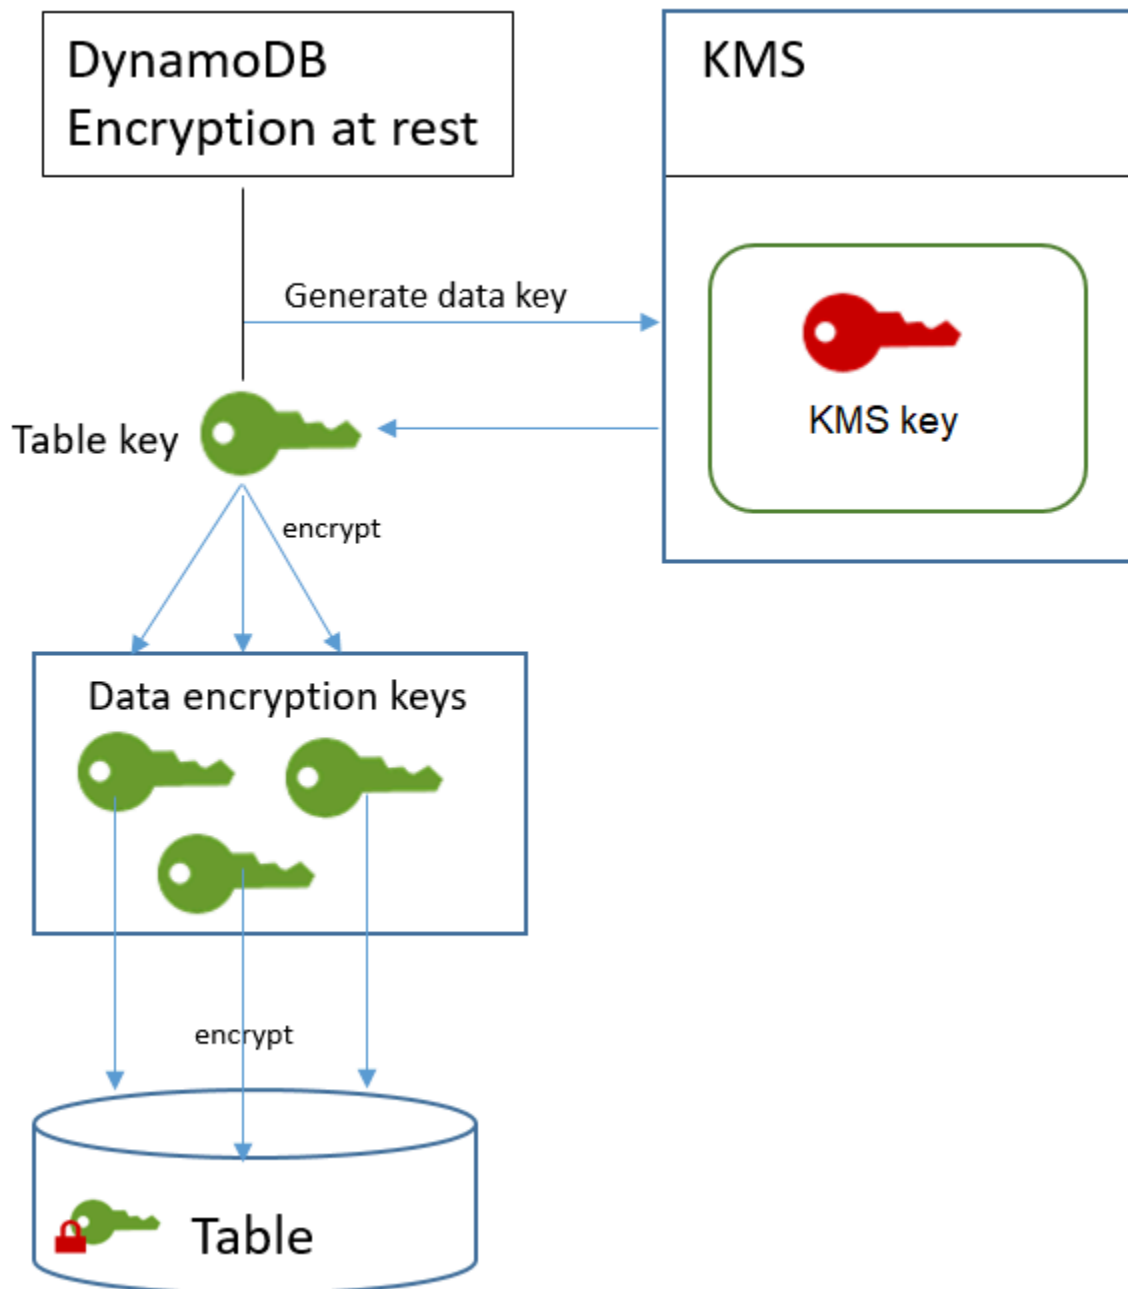 DynamoDB
Encryption at rest
KMS
Generate data key
KMS key
Table key
encrypt
Data encryption keys
encrypt
Table